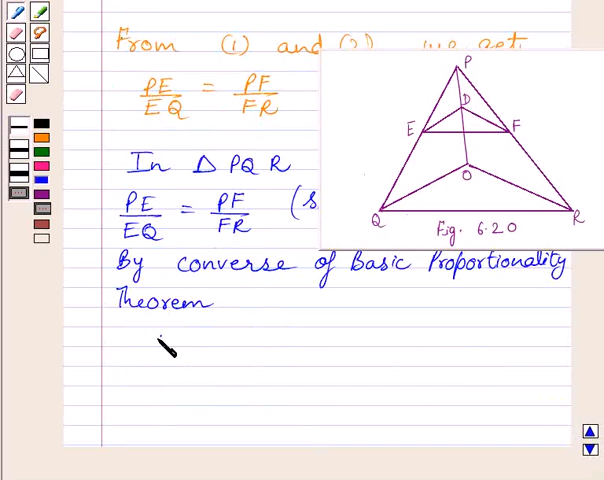 From (1) and (2) we get
PE/EQ = PF/FR
In Δ PQR
PE/EQ = PF/FR (s
By converse of Basic Proportionality
Theorem
P
D
E
F
O
Q
R
Fig. 6.20